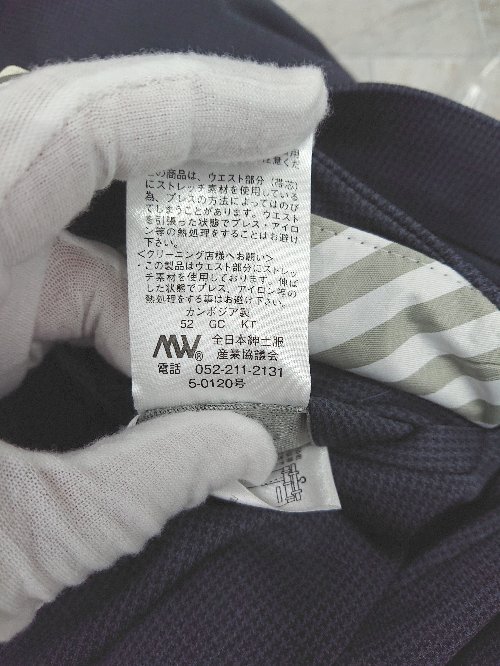 この商品は、ウエスト部分(帯芯)
にストレッチ素材を使用している
為、プレスの方法によってはのび
てしまうことがあります。ウエスト
を引張った状態でプレス・アイロ
ン等の熱処理をすることはお避け
下さい。
<クリーニング店様へお願い>
・この製品はウエスト部分にストレッ
チ素材を使用しております。伸ば
した状態でプレス、アイロン等の
熱処理をする事はお避け下さい。
カンボジア製
52 GC KT
MW® 全日本紳士服
産業協議会
電話 052-211-2131
5-0120号